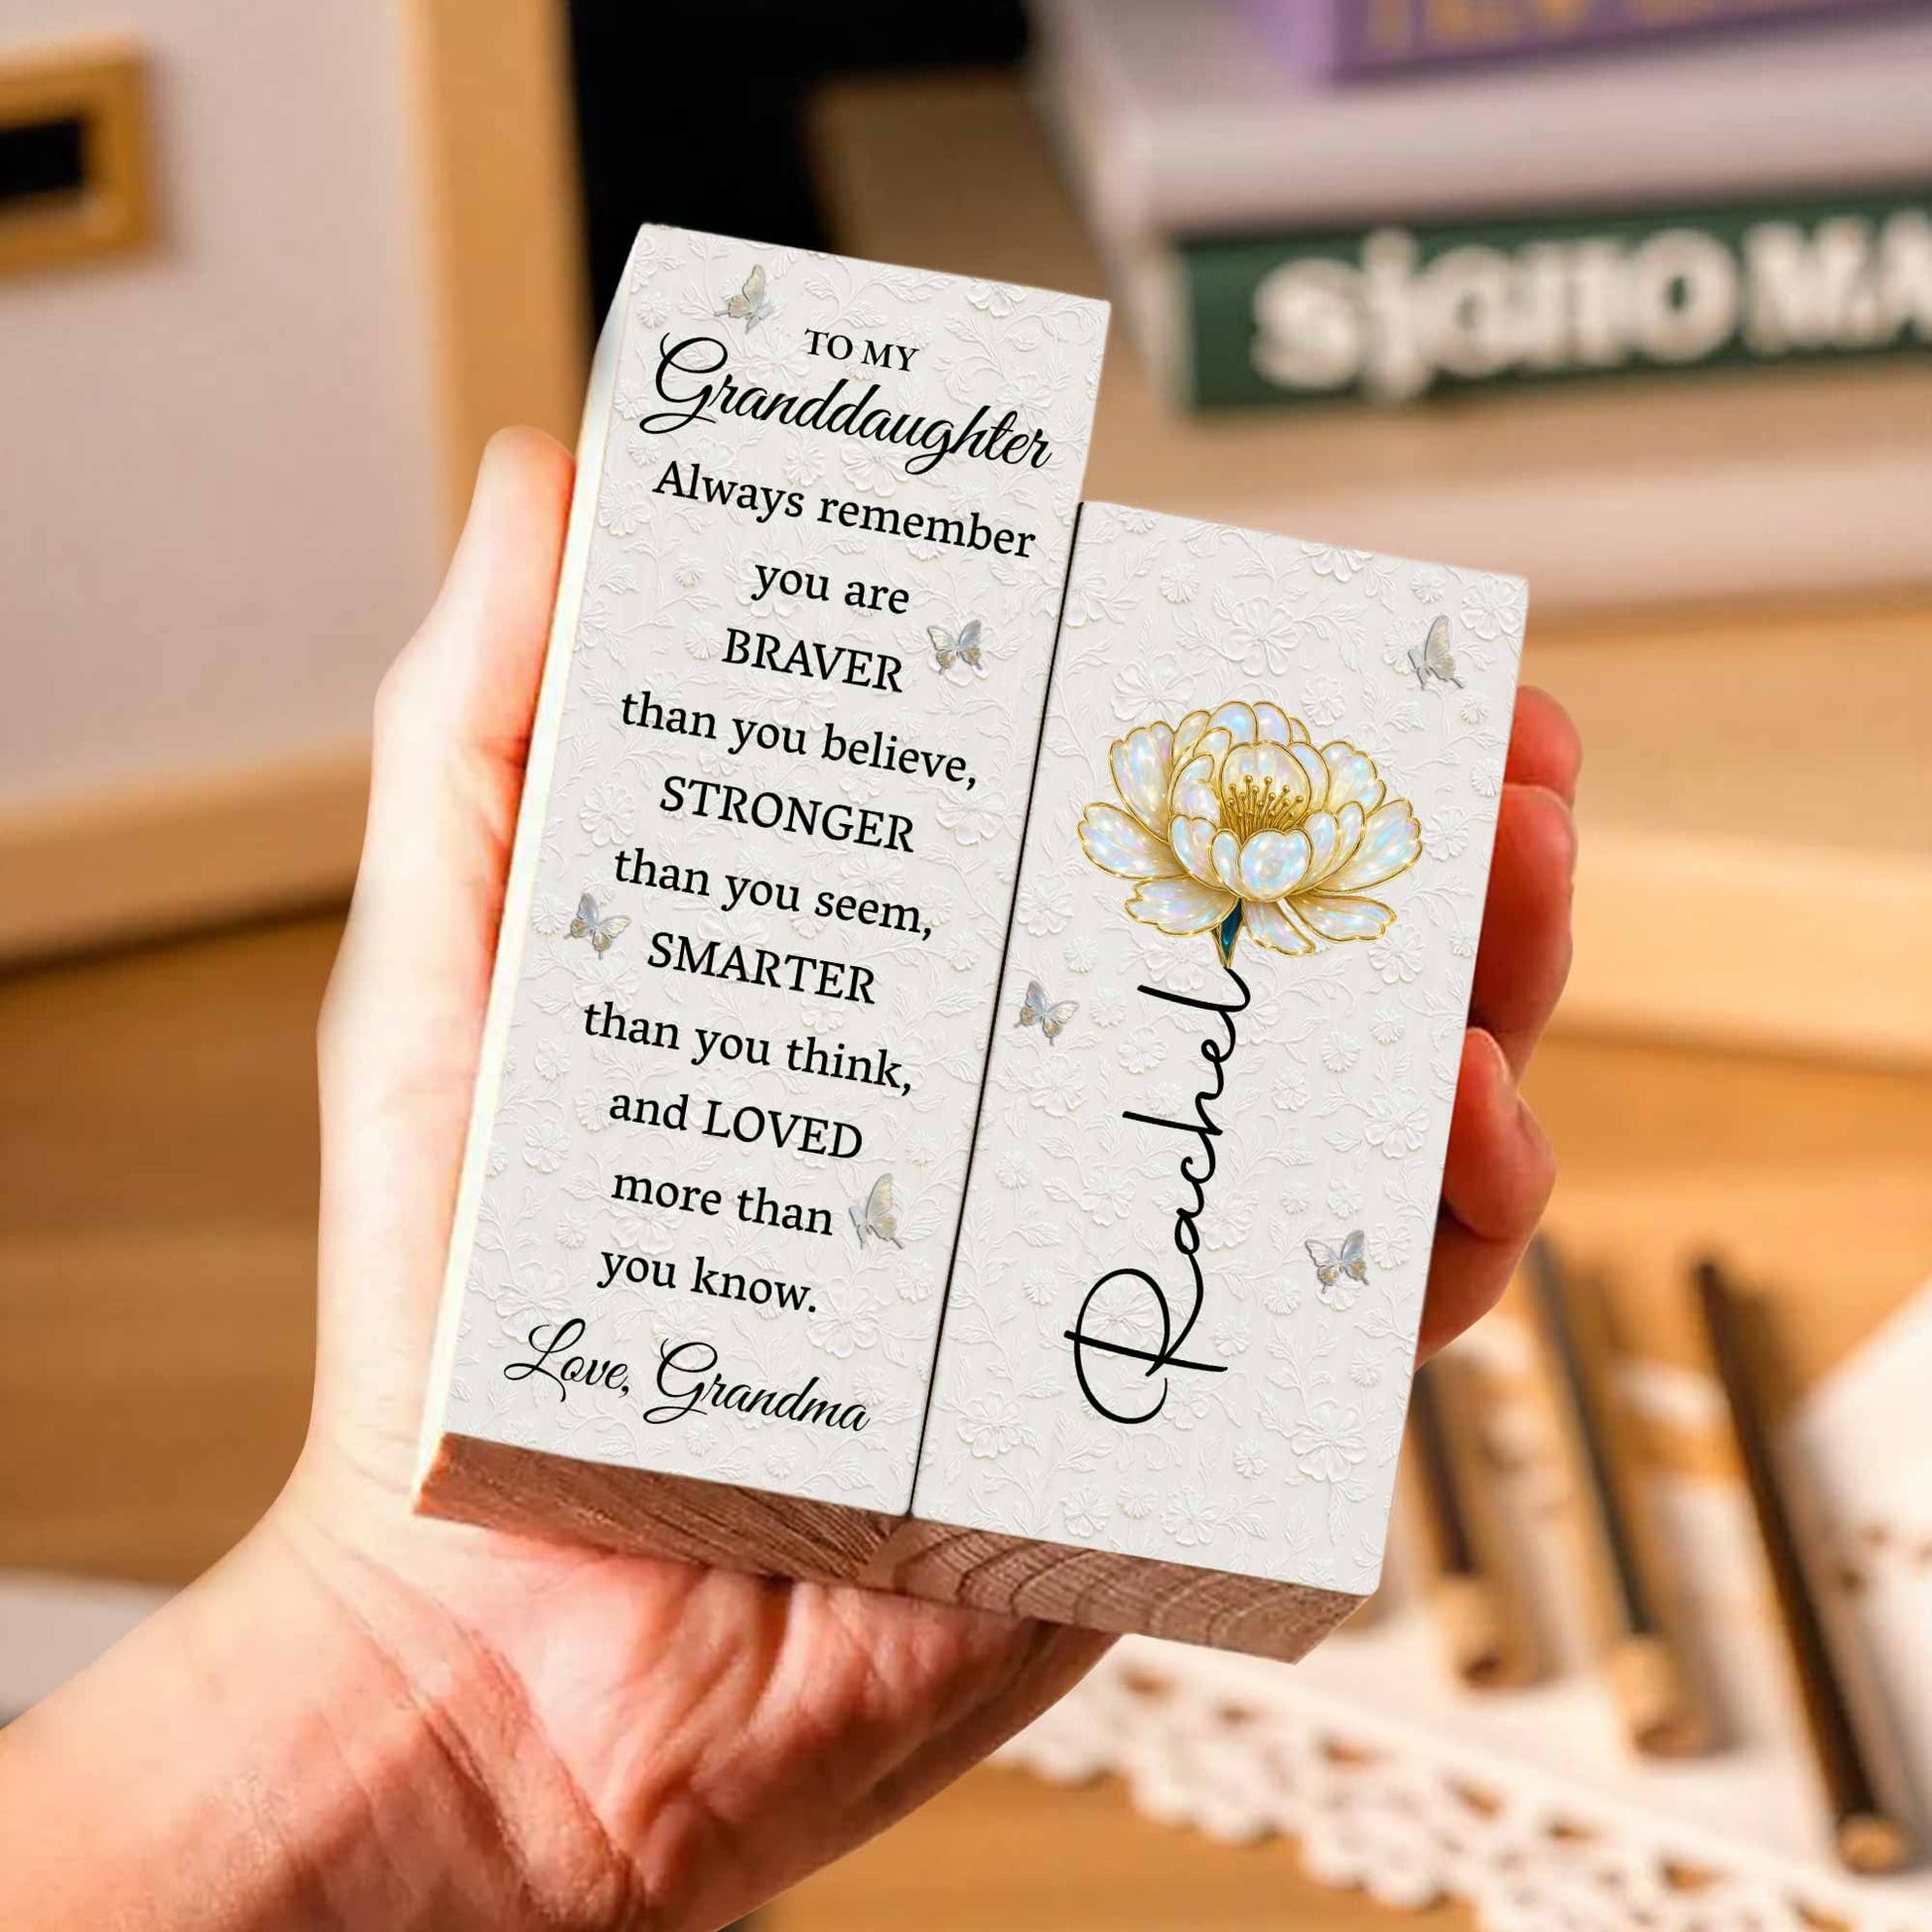 TO MY
Granddaughter
Always remember
you are
BRAVER
than you believe,
STRONGER
than you seem,
SMARTER
than you think,
and LOVED
more than
you know.
Love, Grandma
Rachel